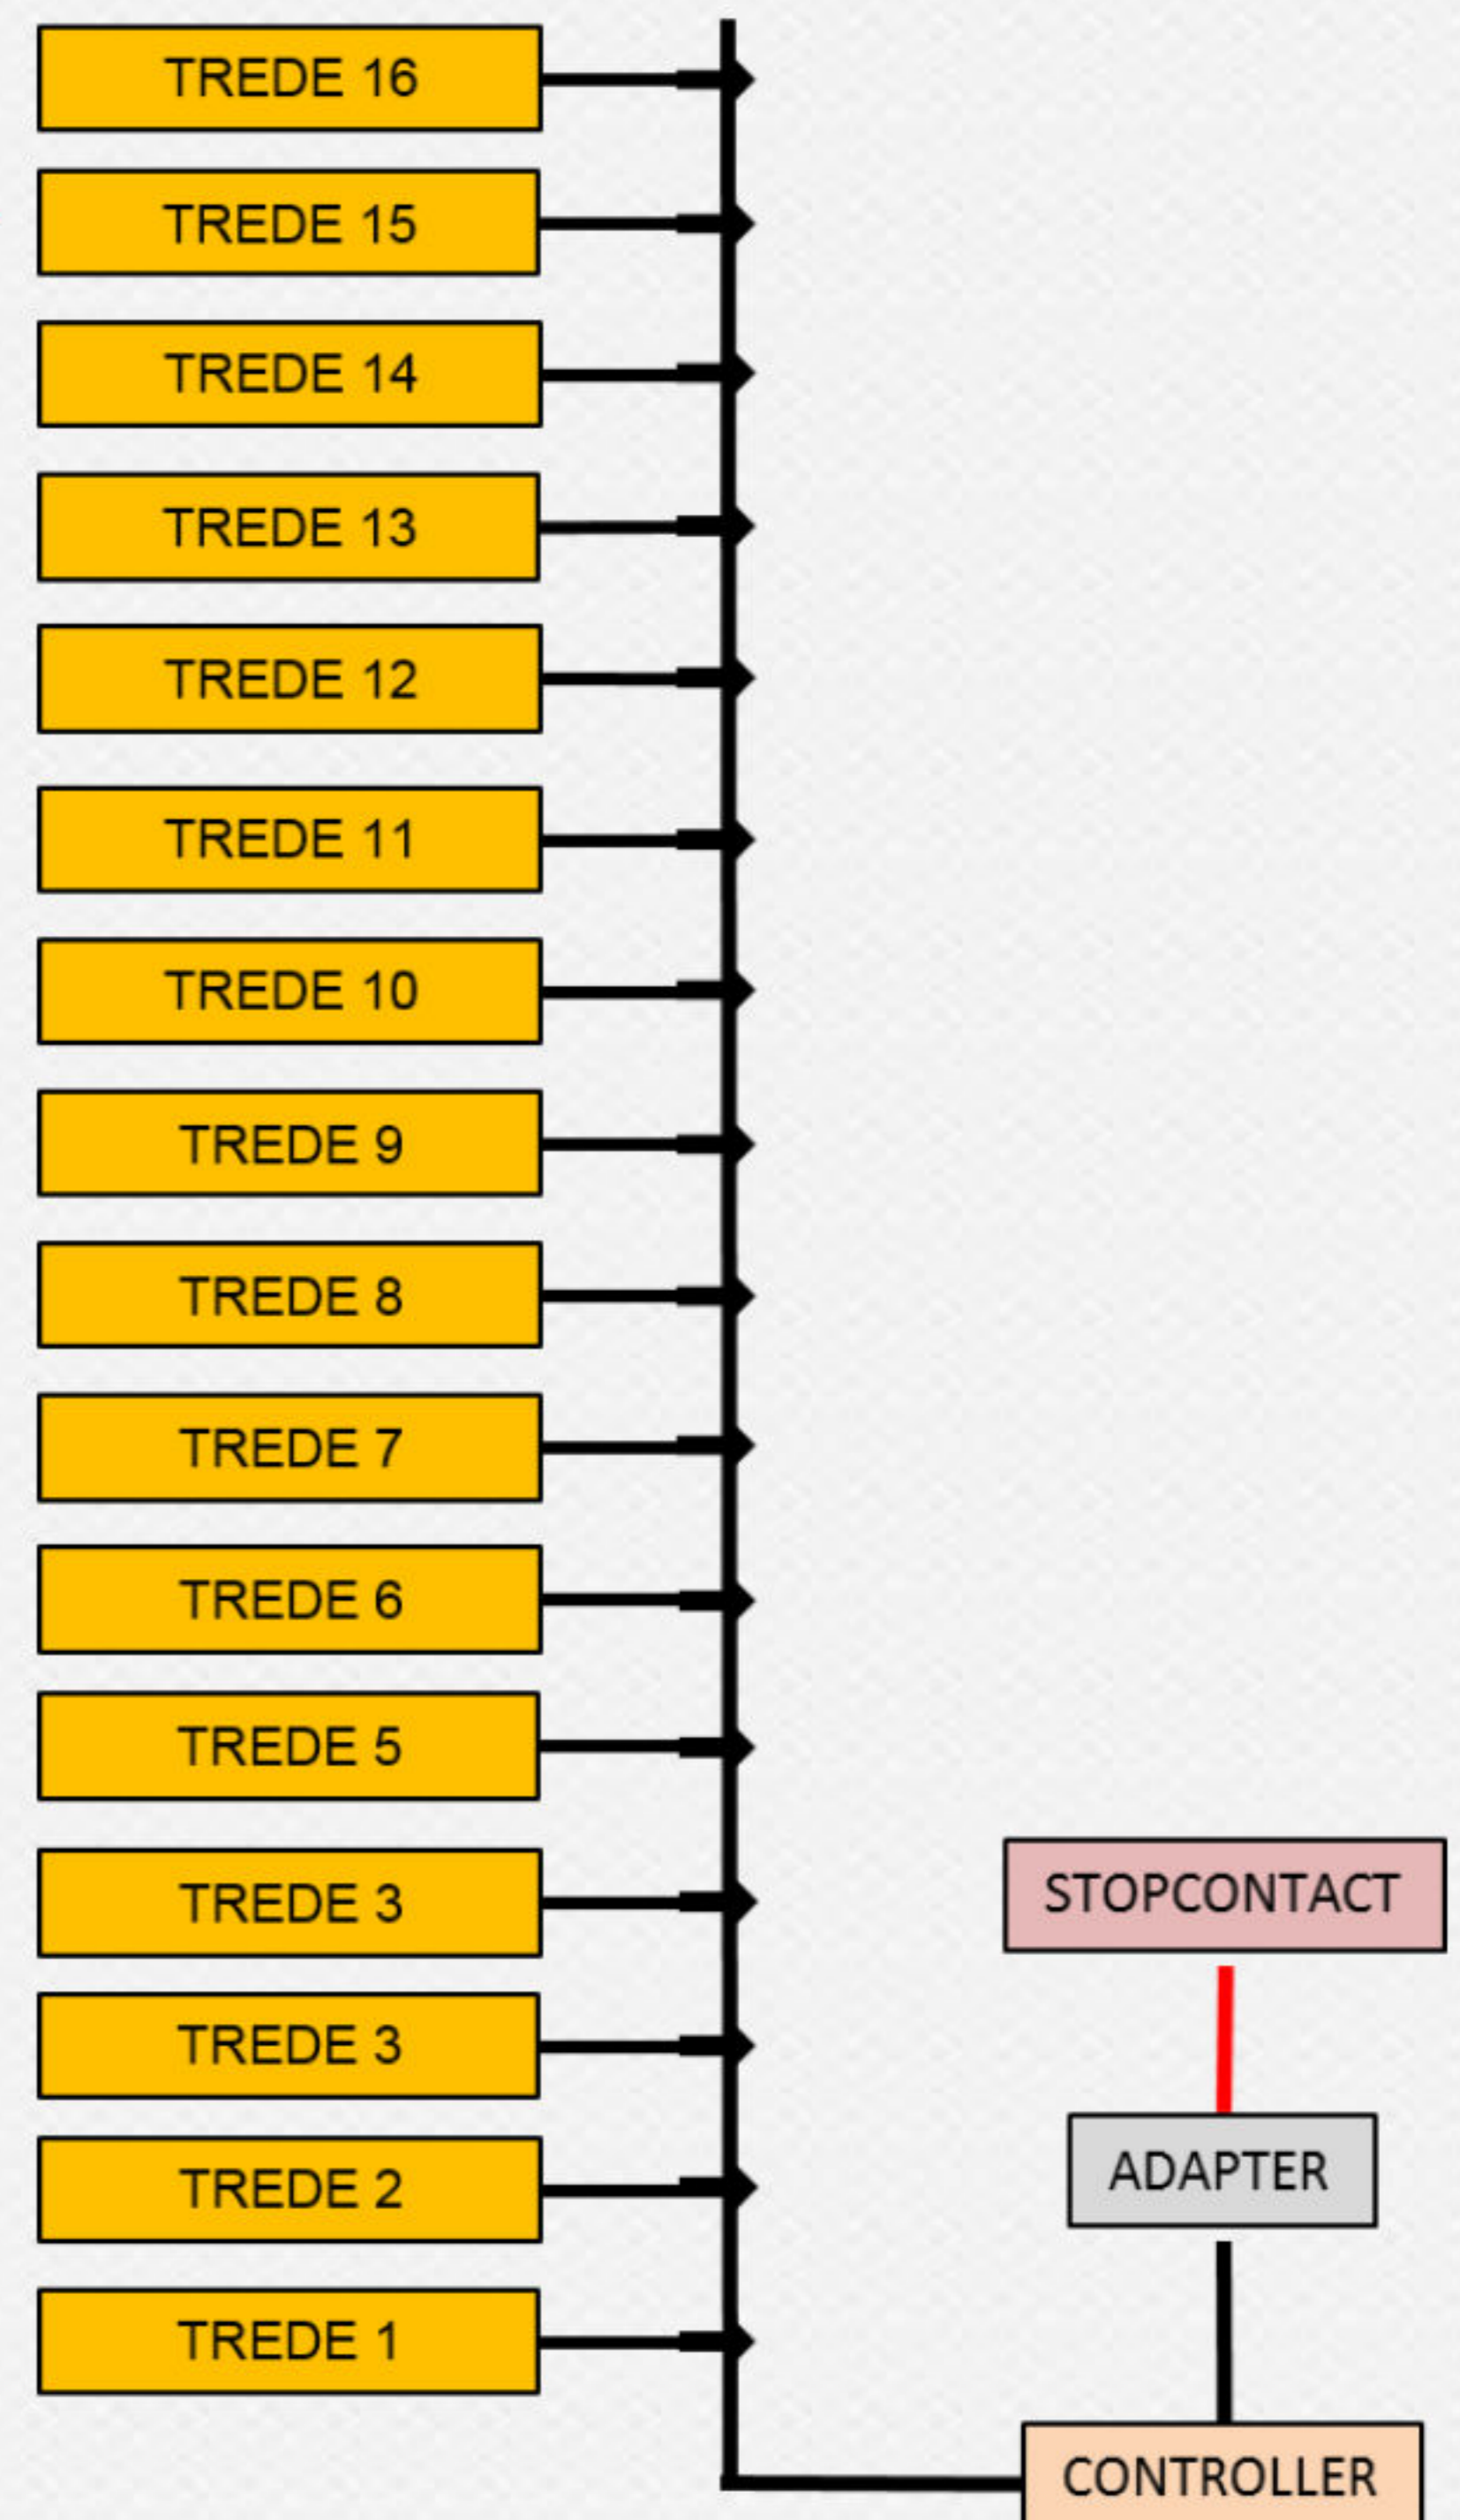 TREDE 16
TREDE 15
TREDE 14
TREDE 13
TREDE 12
TREDE 11
TREDE 10
TREDE 9
TREDE 8
TREDE 7
TREDE 6
TREDE 5
TREDE 3
TREDE 3
TREDE 2
TREDE 1
STOPCONTACT
ADAPTER
CONTROLLER